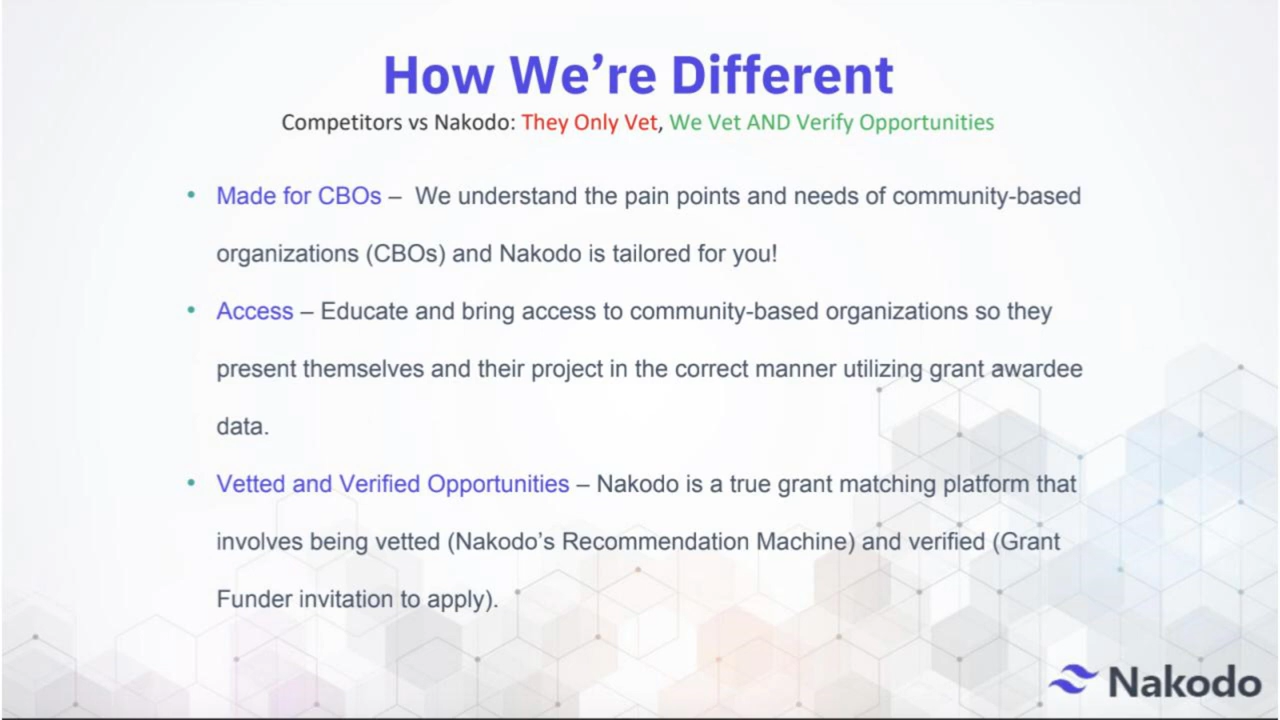 How We’re Different
Competitors vs Nakodo: They Only Vet, We Vet AND Verify Opportunities
• Made for CBOs –  We understand the pain points and needs of community-based
organizations (CBOs) and Nakodo is tailored for you!
• Access – Educate and bring access to community-based organizations so they
present themselves and their project in the correct manner utilizing grant awardee
data.
• Vetted and Verified Opportunities – Nakodo is a true grant matching platform that
involves being vetted (Nakodo’s Recommendation Machine) and verified (Grant
Funder invitation to apply).
Nakodo